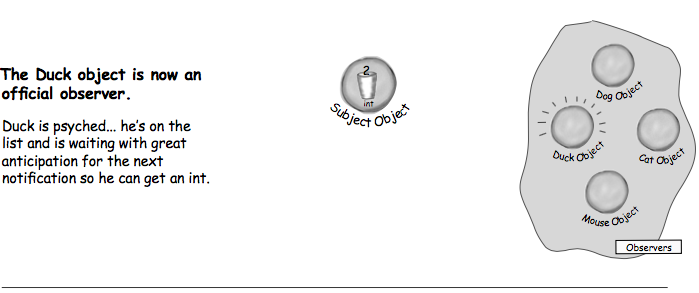 The Duck object is now an
official observer.
Duck is psyched... he's on the
list and is waiting with great
anticipation for the next
notification so he can get an int.
2
int
Subject Object
Dog Object
Duck Object
Cat Object
Mouse Object
Observers